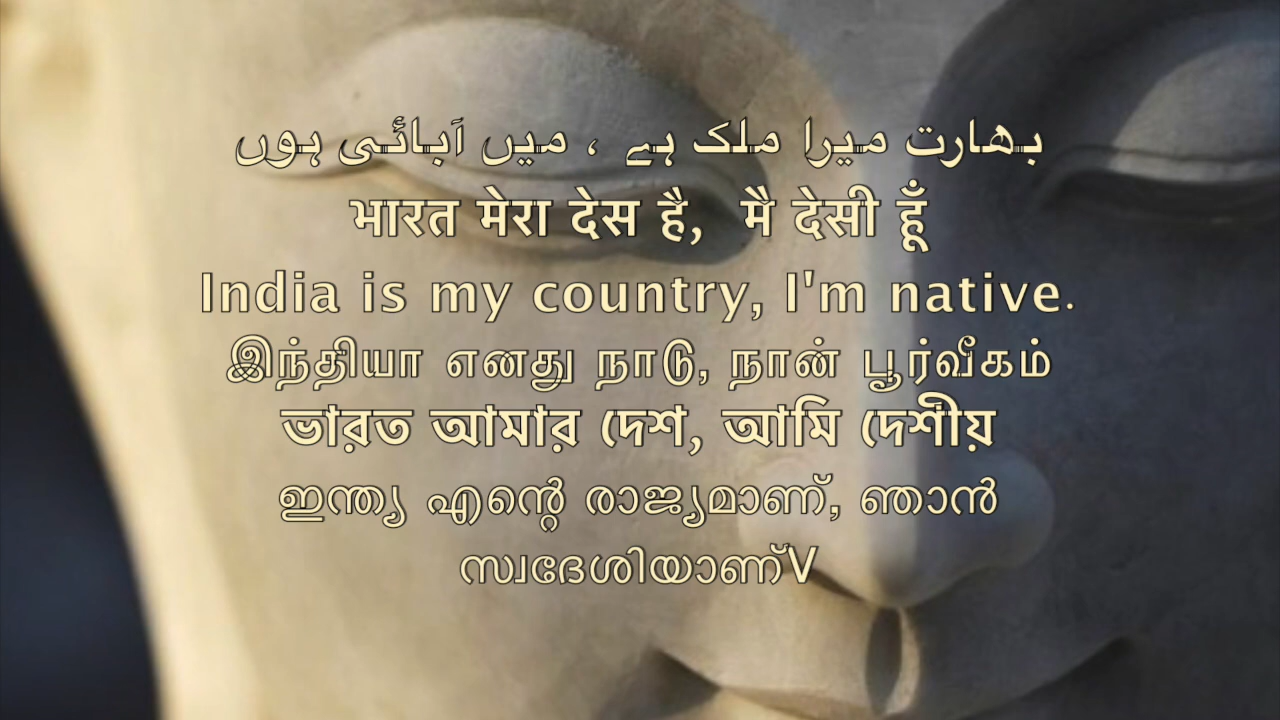 بھارت میرا ملک ہے ، میں آبائی ہوں
भारत मेरा देस है, मै देसी हूँ
India is my country, I'm native.
இந்தியா எனது நாடு, நான் பூர்வீகம்
ভারত আমার দেশ, আমি দেশীয়
ഇന്ത്യ എന്റെ രാജ്യമാണ്, ഞാൻ
സ്വദേശിയാണ്V